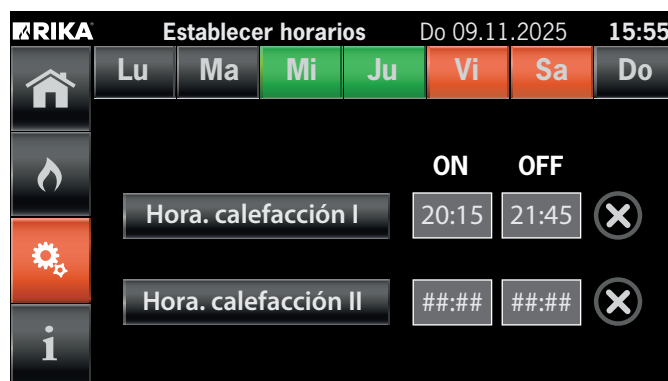 RIKA Establecer horarios Do 09.11.2025 15:55
Lu Ma Mi Ju Vi Sa Do
ON OFF
Hora. calefacción I 20:15 21:45
Hora. calefacción II ##:## ##:##
i